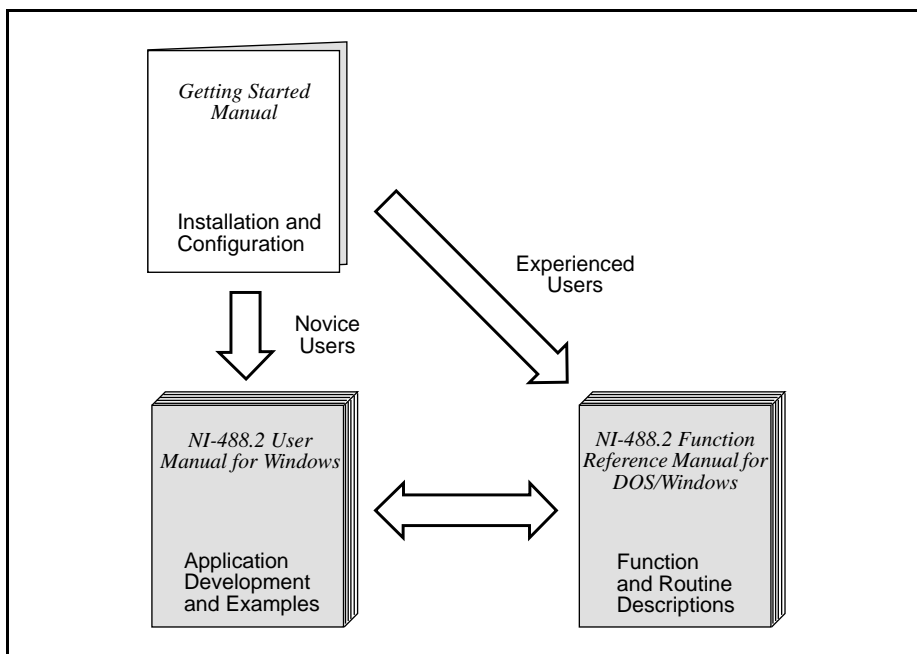 Getting Started
Manual
Installation and
Configuration
Experienced
Users
Novice
Users
NI-488.2 User
Manual for Windows
Application
Development
and Examples
NI-488.2 Function
Reference Manual for
DOS/Windows
Function
and Routine
Descriptions